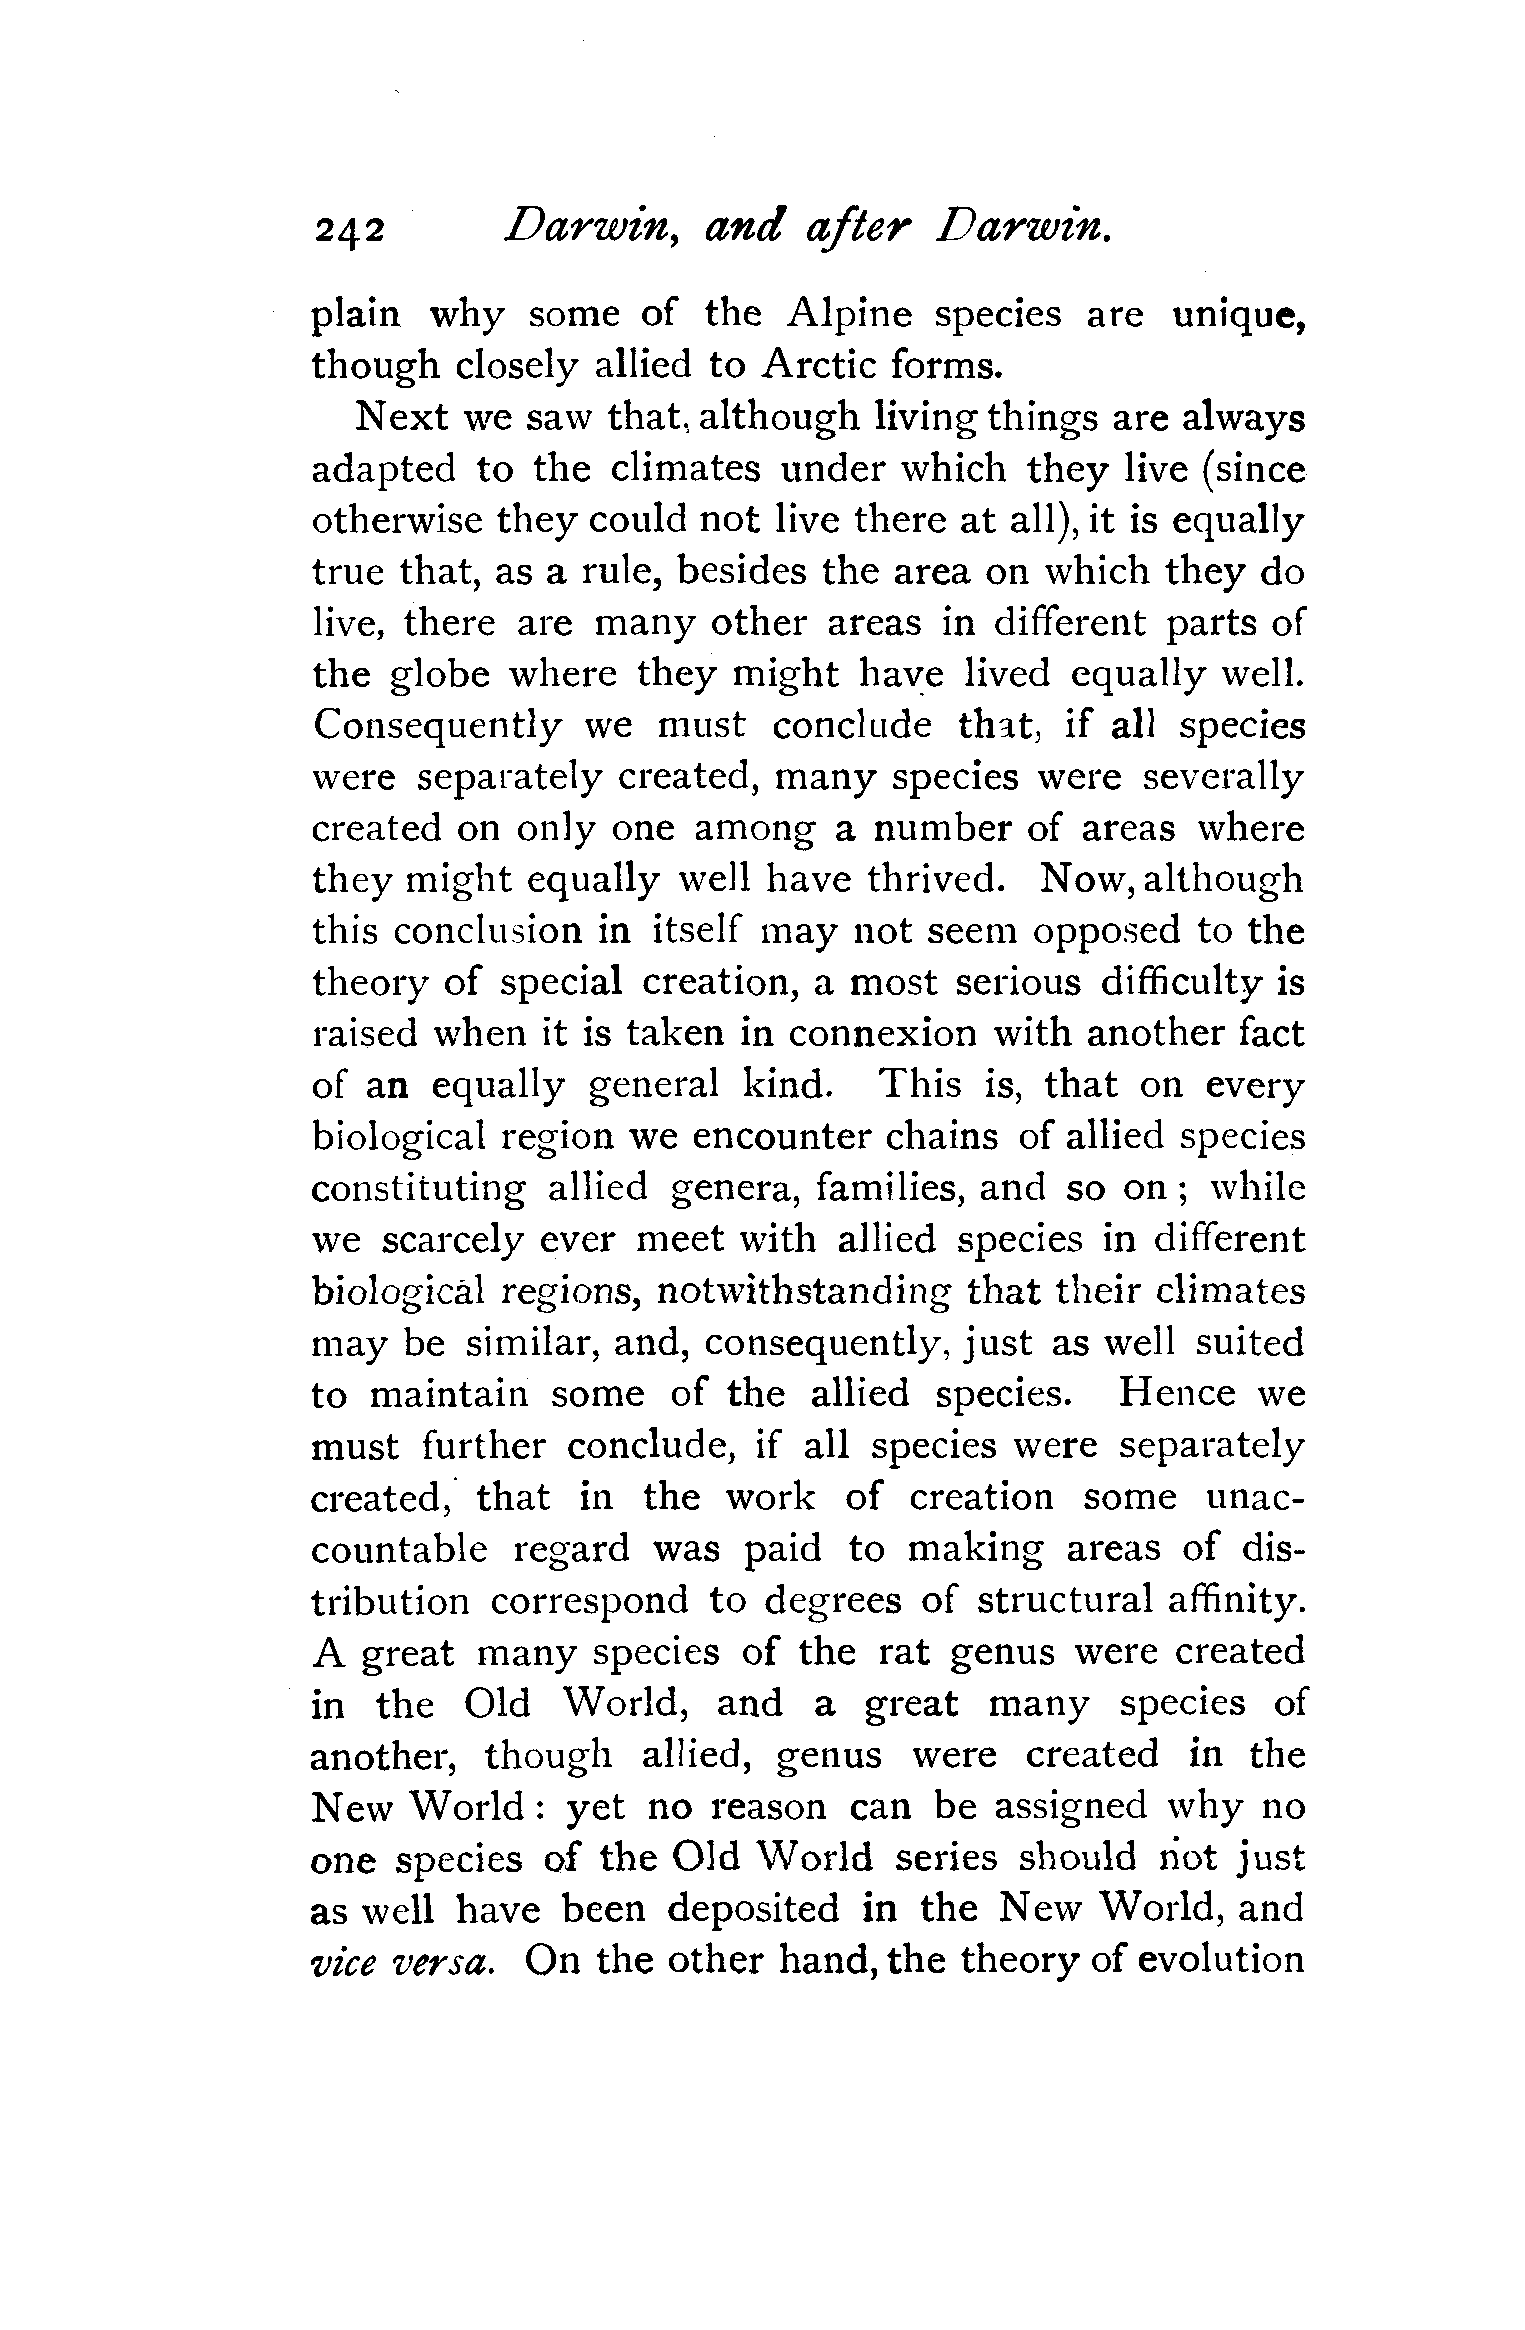 242 Darwin, and after Darwin.
plain why some of the Alpine species are unique,
though closely allied to Arctic forms.
Next we saw that, although living things are always
adapted to the climates under which they live (since
otherwise they could not live there at all), it is equally
true that, as a rule, besides the area on which they do
live, there are many other areas in different parts of
the globe where they might have lived equally well.
Consequently we must conclude that, if all species
were separately created, many species were severally
created on only one among a number of areas where
they might equally well have thrived. Now, although
this conclusion in itself may not seem opposed to the
theory of special creation, a most serious difficulty is
raised when it is taken in connexion with another fact
of an equally general kind. This is, that on every
biological region we encounter chains of allied species
constituting allied genera, families, and so on ; while
we scarcely ever meet with allied species in different
biological regions, notwithstanding that their climates
may be similar, and, consequently, just as well suited
to maintain some of the allied species. Hence we
must further conclude, if all species were separately
created, that in the work of creation some unac-
countable regard was paid to making areas of dis-
tribution correspond to degrees of structural affinity.
A great many species of the rat genus were created
in the Old World, and a great many species of
another, though allied, genus were created in the
New World : yet no reason can be assigned why no
one species of the Old World series should not just
as well have been deposited in the New World, and
vice versa. On the other hand, the theory of evolution